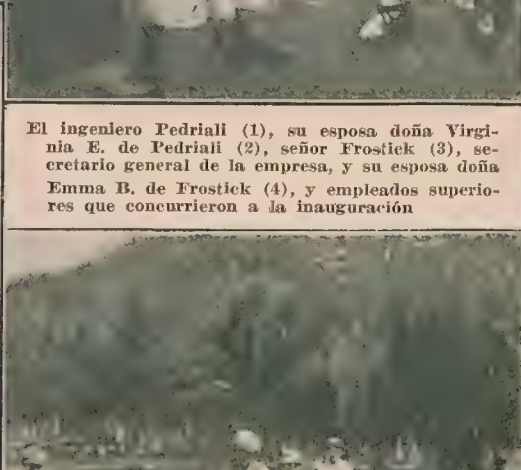 El ingeniero Pedriali (1), su esposa doña Virgi-
nia E. de Pedriali (2), señor Frostick (3), se-
cretario general de la empresa, y su esposa doña
Emma B. de Frostick (4), y empleados superio-
res que concurrieron a la inauguración